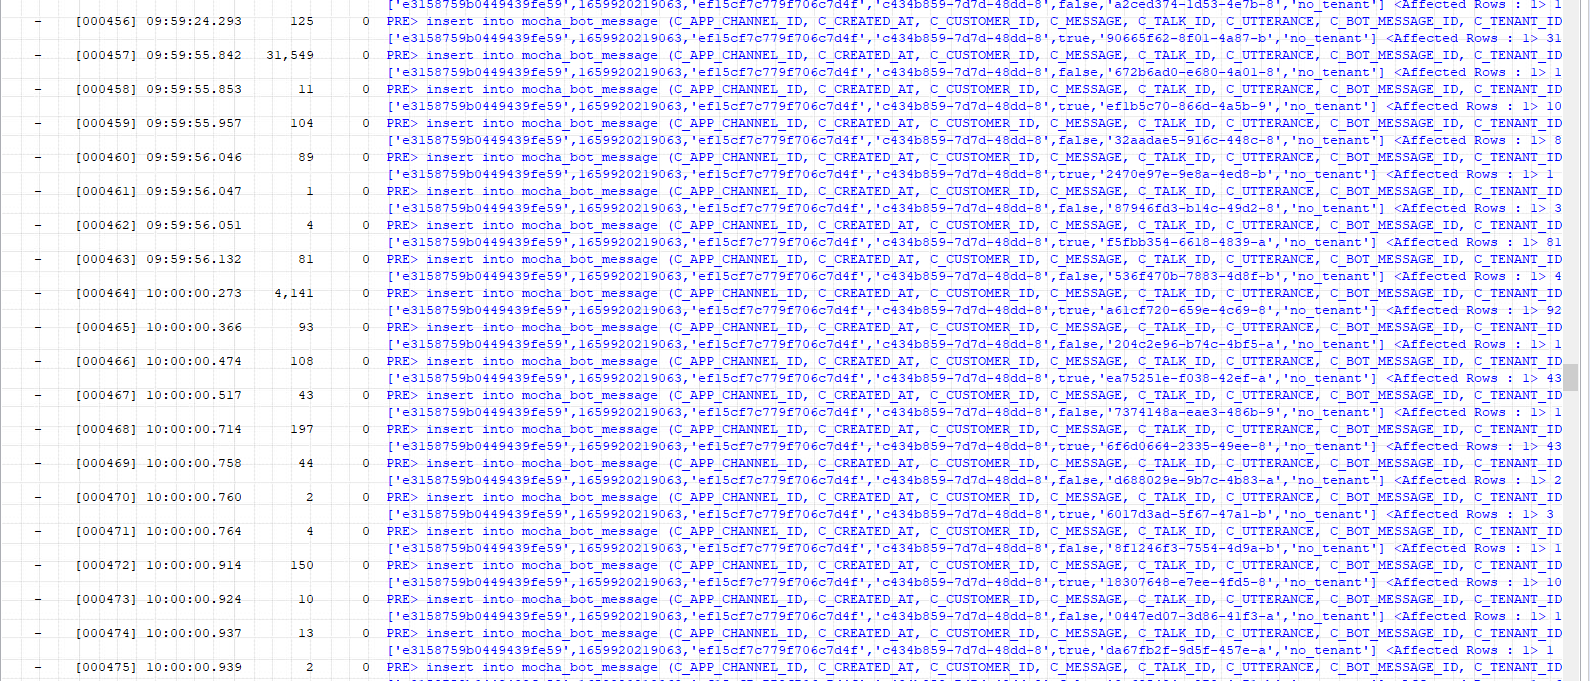 ['e3158759b0449439fe59',1659920219063,'ef15cf7c779f706c7d4f','c434b859-7d7d-48dd-8',false,'a2ced374-1d53-4e7b-8','no_tenant'] <Affected Rows : 1> 1
- [000456] 09:59:24.293 125 0 PRE> insert into mocha_bot_message (C_APP_CHANNEL_ID, C_CREATED_AT, C_CUSTOMER_ID, C_MESSAGE, C_TALK_ID, C_UTTERANCE, C_BOT_MESSAGE_ID, C_TENANT_ID
['e3158759b0449439fe59',1659920219063,'ef15cf7c779f706c7d4f','c434b859-7d7d-48dd-8',true,'90665f62-8f01-4a87-b','no_tenant'] <Affected Rows : 1> 31
- [000457] 09:59:55.842 31,549 0 PRE> insert into mocha_bot_message (C_APP_CHANNEL_ID, C_CREATED_AT, C_CUSTOMER_ID, C_MESSAGE, C_TALK_ID, C_UTTERANCE, C_BOT_MESSAGE_ID, C_TENANT_ID
['e3158759b0449439fe59',1659920219063,'ef15cf7c779f706c7d4f','c434b859-7d7d-48dd-8',false,'672b6ad0-e680-4a01-8','no_tenant'] <Affected Rows : 1> 1
- [000458] 09:59:55.853 11 0 PRE> insert into mocha_bot_message (C_APP_CHANNEL_ID, C_CREATED_AT, C_CUSTOMER_ID, C_MESSAGE, C_TALK_ID, C_UTTERANCE, C_BOT_MESSAGE_ID, C_TENANT_ID
['e3158759b0449439fe59',1659920219063,'ef15cf7c779f706c7d4f','c434b859-7d7d-48dd-8',true,'ef1b5c70-866d-4a5b-9','no_tenant'] <Affected Rows : 1> 10
- [000459] 09:59:55.957 104 0 PRE> insert into mocha_bot_message (C_APP_CHANNEL_ID, C_CREATED_AT, C_CUSTOMER_ID, C_MESSAGE, C_TALK_ID, C_UTTERANCE, C_BOT_MESSAGE_ID, C_TENANT_ID
['e3158759b0449439fe59',1659920219063,'ef15cf7c779f706c7d4f','c434b859-7d7d-48dd-8',true,'32aadae5-916c-448c-8','no_tenant'] <Affected Rows : 1> 8
- [000460] 09:59:56.046 89 0 PRE> insert into mocha_bot_message (C_APP_CHANNEL_ID, C_CREATED_AT, C_CUSTOMER_ID, C_MESSAGE, C_TALK_ID, C_UTTERANCE, C_BOT_MESSAGE_ID, C_TENANT_ID
['e3158759b0449439fe59',1659920219063,'ef15cf7c779f706c7d4f','c434b859-7d7d-48dd-8',true,'2470e97e-9e8a-4ed8-b','no_tenant'] <Affected Rows : 1> 1
- [000461] 09:59:56.047 1 0 PRE> insert into mocha_bot_message (C_APP_CHANNEL_ID, C_CREATED_AT, C_CUSTOMER_ID, C_MESSAGE, C_TALK_ID, C_UTTERANCE, C_BOT_MESSAGE_ID, C_TENANT_ID
['e3158759b0449439fe59',1659920219063,'ef15cf7c779f706c7d4f','c434b859-7d7d-48dd-8',false,'87946fd3-b14c-49d2-8','no_tenant'] <Affected Rows : 1> 3
- [000462] 09:59:56.051 4 0 PRE> insert into mocha_bot_message (C_APP_CHANNEL_ID, C_CREATED_AT, C_CUSTOMER_ID, C_MESSAGE, C_TALK_ID, C_UTTERANCE, C_BOT_MESSAGE_ID, C_TENANT_ID
['e3158759b0449439fe59',1659920219063,'ef15cf7c779f706c7d4f','c434b859-7d7d-48dd-8',true,'f5fbb354-6618-4839-a','no_tenant'] <Affected Rows : 1> 81
- [000463] 09:59:56.132 81 0 PRE> insert into mocha_bot_message (C_APP_CHANNEL_ID, C_CREATED_AT, C_CUSTOMER_ID, C_MESSAGE, C_TALK_ID, C_UTTERANCE, C_BOT_MESSAGE_ID, C_TENANT_ID
['e3158759b0449439fe59',1659920219063,'ef15cf7c779f706c7d4f','c434b859-7d7d-48dd-8',false,'536f470b-7883-4d8f-b','no_tenant'] <Affected Rows : 1> 4
- [000464] 10:00:00.273 4,141 0 PRE> insert into mocha_bot_message (C_APP_CHANNEL_ID, C_CREATED_AT, C_CUSTOMER_ID, C_MESSAGE, C_TALK_ID, C_UTTERANCE, C_BOT_MESSAGE_ID, C_TENANT_ID
['e3158759b0449439fe59',1659920219063,'ef15cf7c779f706c7d4f','c434b859-7d7d-48dd-8',true,'a61cf720-659e-4c69-8','no_tenant'] <Affected Rows : 1> 92
- [000465] 10:00:00.366 93 0 PRE> insert into mocha_bot_message (C_APP_CHANNEL_ID, C_CREATED_AT, C_CUSTOMER_ID, C_MESSAGE, C_TALK_ID, C_UTTERANCE, C_BOT_MESSAGE_ID, C_TENANT_ID
['e3158759b0449439fe59',1659920219063,'ef15cf7c779f706c7d4f','c434b859-7d7d-48dd-8',false,'204c2e96-b74c-4bf5-a','no_tenant'] <Affected Rows : 1> 1
- [000466] 10:00:00.474 108 0 PRE> insert into mocha_bot_message (C_APP_CHANNEL_ID, C_CREATED_AT, C_CUSTOMER_ID, C_MESSAGE, C_TALK_ID, C_UTTERANCE, C_BOT_MESSAGE_ID, C_TENANT_ID
['e3158759b0449439fe59',1659920219063,'ef15cf7c779f706c7d4f','c434b859-7d7d-48dd-8',true,'ea75251e-f038-42ef-a','no_tenant'] <Affected Rows : 1> 43
- [000467] 10:00:00.517 43 0 PRE> insert into mocha_bot_message (C_APP_CHANNEL_ID, C_CREATED_AT, C_CUSTOMER_ID, C_MESSAGE, C_TALK_ID, C_UTTERANCE, C_BOT_MESSAGE_ID, C_TENANT_ID
['e3158759b0449439fe59',1659920219063,'ef15cf7c779f706c7d4f','c434b859-7d7d-48dd-8',false,'7374148a-eae3-486b-9','no_tenant'] <Affected Rows : 1> 1
- [000468] 10:00:00.714 197 0 PRE> insert into mocha_bot_message (C_APP_CHANNEL_ID, C_CREATED_AT, C_CUSTOMER_ID, C_MESSAGE, C_TALK_ID, C_UTTERANCE, C_BOT_MESSAGE_ID, C_TENANT_ID
['e3158759b0449439fe59',1659920219063,'ef15cf7c779f706c7d4f','c434b859-7d7d-48dd-8',true,'6f6d0664-2335-49ee-8','no_tenant'] <Affected Rows : 1> 43
- [000469] 10:00:00.758 44 0 PRE> insert into mocha_bot_message (C_APP_CHANNEL_ID, C_CREATED_AT, C_CUSTOMER_ID, C_MESSAGE, C_TALK_ID, C_UTTERANCE, C_BOT_MESSAGE_ID, C_TENANT_ID
['e3158759b0449439fe59',1659920219063,'ef15cf7c779f706c7d4f','c434b859-7d7d-48dd-8',false,'d688029e-9b7c-4b83-a','no_tenant'] <Affected Rows : 1> 2
- [000470] 10:00:00.760 2 0 PRE> insert into mocha_bot_message (C_APP_CHANNEL_ID, C_CREATED_AT, C_CUSTOMER_ID, C_MESSAGE, C_TALK_ID, C_UTTERANCE, C_BOT_MESSAGE_ID, C_TENANT_ID
['e3158759b0449439fe59',1659920219063,'ef15cf7c779f706c7d4f','c434b859-7d7d-48dd-8',true,'6017d3ad-5f67-47a1-b','no_tenant'] <Affected Rows : 1> 3
- [000471] 10:00:00.764 4 0 PRE> insert into mocha_bot_message (C_APP_CHANNEL_ID, C_CREATED_AT, C_CUSTOMER_ID, C_MESSAGE, C_TALK_ID, C_UTTERANCE, C_BOT_MESSAGE_ID, C_TENANT_ID
['e3158759b0449439fe59',1659920219063,'ef15cf7c779f706c7d4f','c434b859-7d7d-48dd-8',false,'8f1246f3-7554-4d9a-b','no_tenant'] <Affected Rows : 1> 1
- [000472] 10:00:00.914 150 0 PRE> insert into mocha_bot_message (C_APP_CHANNEL_ID, C_CREATED_AT, C_CUSTOMER_ID, C_MESSAGE, C_TALK_ID, C_UTTERANCE, C_BOT_MESSAGE_ID, C_TENANT_ID
['e3158759b0449439fe59',1659920219063,'ef15cf7c779f706c7d4f','c434b859-7d7d-48dd-8',true,'18307648-e7ee-4fd5-8','no_tenant'] <Affected Rows : 1> 10
- [000473] 10:00:00.924 10 0 PRE> insert into mocha_bot_message (C_APP_CHANNEL_ID, C_CREATED_AT, C_CUSTOMER_ID, C_MESSAGE, C_TALK_ID, C_UTTERANCE, C_BOT_MESSAGE_ID, C_TENANT_ID
['e3158759b0449439fe59',1659920219063,'ef15cf7c779f706c7d4f','c434b859-7d7d-48dd-8',false,'0447ed07-3d86-41f3-a','no_tenant'] <Affected Rows : 1> 1
- [000474] 10:00:00.937 13 0 PRE> insert into mocha_bot_message (C_APP_CHANNEL_ID, C_CREATED_AT, C_CUSTOMER_ID, C_MESSAGE, C_TALK_ID, C_UTTERANCE, C_BOT_MESSAGE_ID, C_TENANT_ID
['e3158759b0449439fe59',1659920219063,'ef15cf7c779f706c7d4f','c434b859-7d7d-48dd-8',true,'da67fb2f-9d5f-457e-a','no_tenant'] <Affected Rows : 1> 1
- [000475] 10:00:00.939 2 0 PRE> insert into mocha_bot_message (C_APP_CHANNEL_ID, C_CREATED_AT, C_CUSTOMER_ID, C_MESSAGE, C_TALK_ID, C_UTTERANCE, C_BOT_MESSAGE_ID, C_TENANT_ID